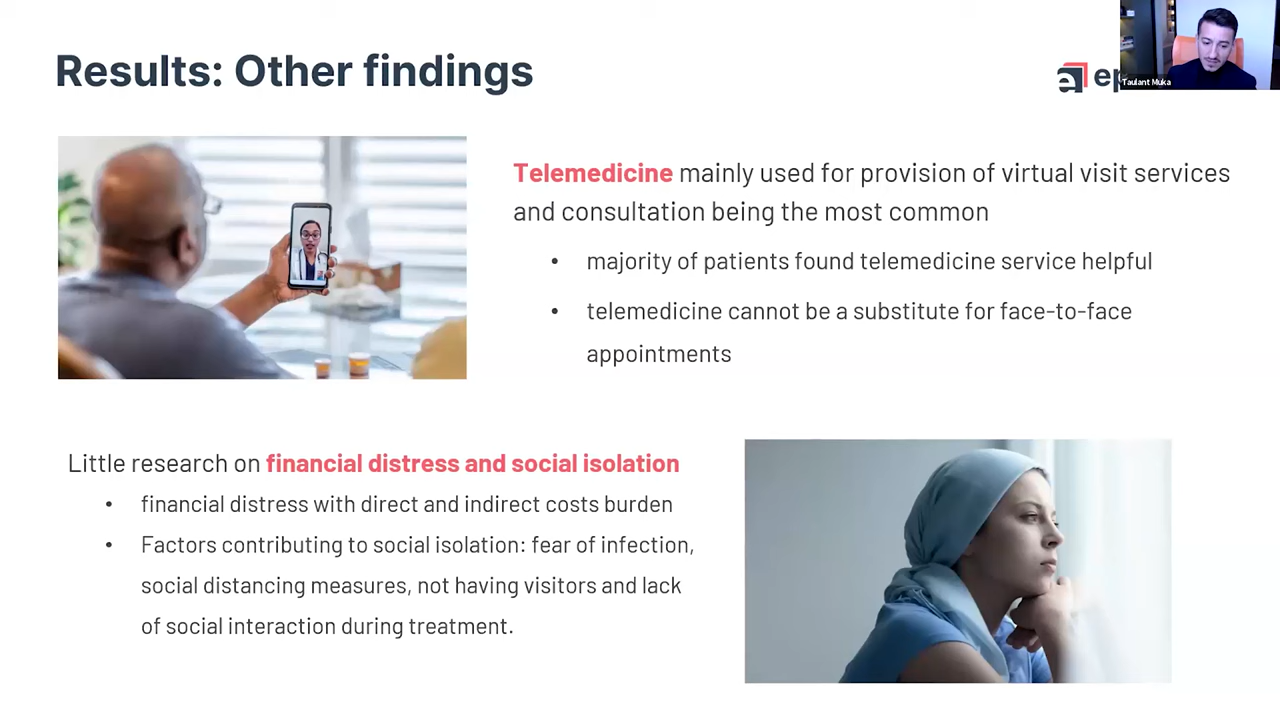 Results: Other findings
Taulant Muka
Telemedicine mainly used for provision of virtual visit services
and consultation being the most common
• majority of patients found telemedicine service helpful
• telemedicine cannot be a substitute for face-to-face
appointments
Little research on financial distress and social isolation
• financial distress with direct and indirect costs burden
• Factors contributing to social isolation: fear of infection,
social distancing measures, not having visitors and lack
of social interaction during treatment.